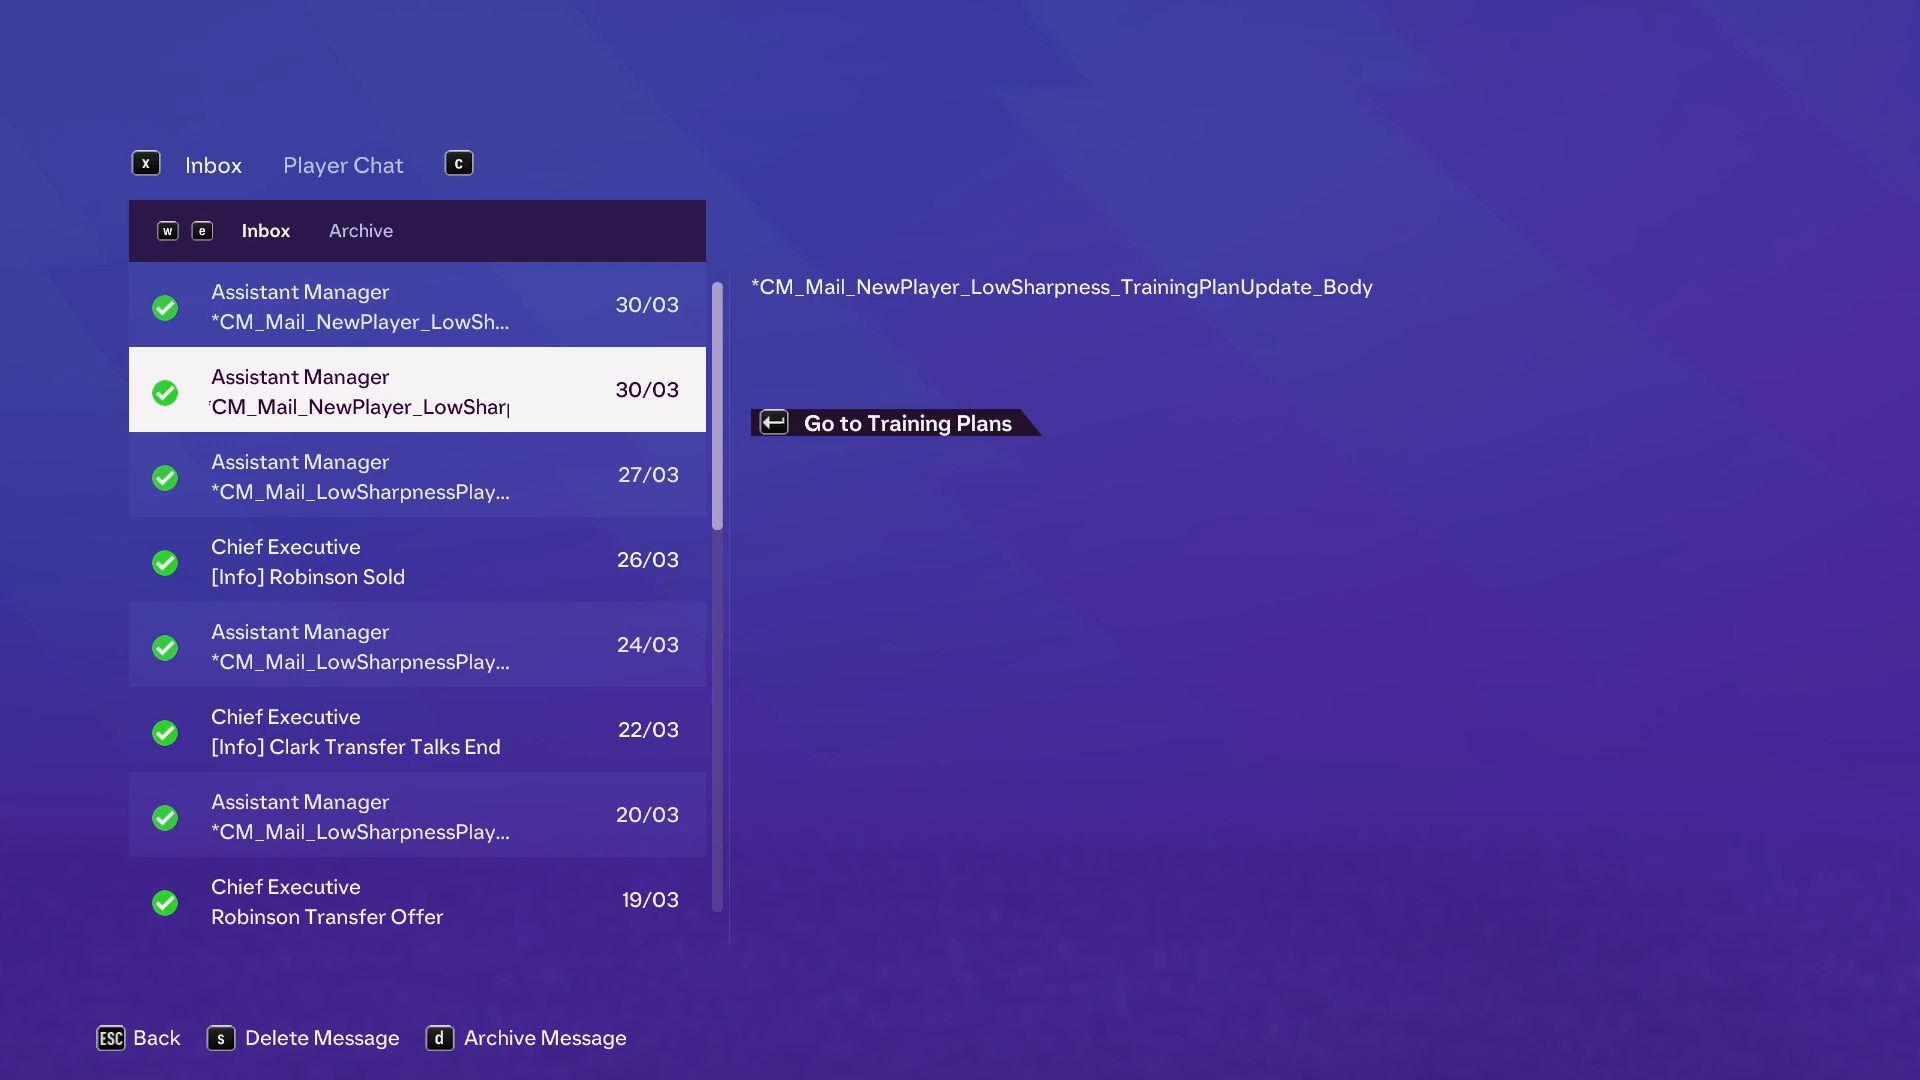 x Inbox Player Chat c
w e Inbox Archive
Assistant Manager
*CM_Mail_NewPlayer_LowSh...
30/03
Assistant Manager
*CM_Mail_NewPlayer_LowShar
30/03
Assistant Manager
*CM_Mail_LowSharpnessPlay...
27/03
Chief Executive
[Info] Robinson Sold
26/03
Assistant Manager
*CM_Mail_LowSharpnessPlay...
24/03
Chief Executive
[Info] Clark Transfer Talks End
22/03
Assistant Manager
*CM_Mail_LowSharpnessPlay...
20/03
Chief Executive
Robinson Transfer Offer
19/03
*CM_Mail_NewPlayer_LowSharpness_TrainingPlanUpdate_Body
Go to Training Plans
ESC Back s Delete Message d Archive Message